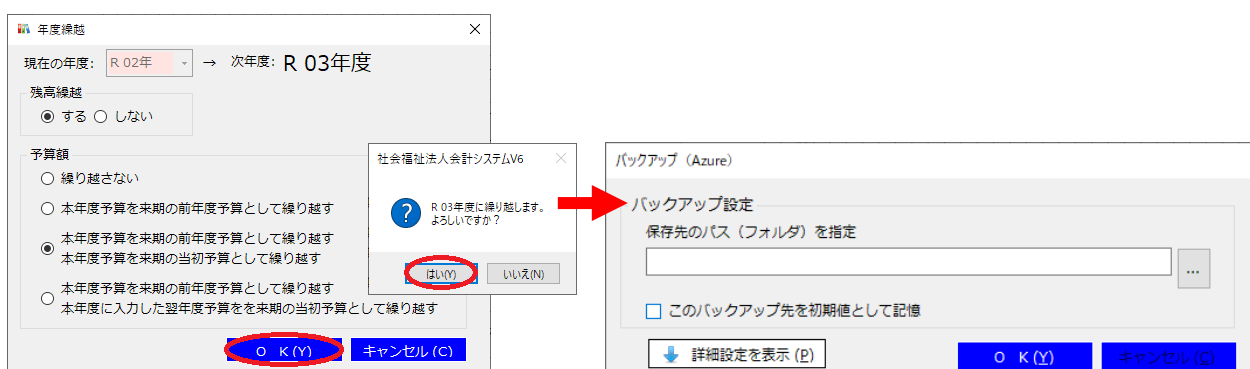 年度繰越
現在の年度： R 02年 → 次年度： R 03年度
残高繰越
する しない
予算額
繰り越さない
本年度予算を来期の前年度予算として繰り越す
本年度予算を来期の前年度予算として繰り越す
本年度予算を来期の当初予算として繰り越す
本年度予算を来期の前年度予算として繰り越す
本年度に入力した翌年度予算をを来期の当初予算として繰り越す
O K (Y) キャンセル (C)
社会福祉法人会計システムV6
R 03年度に繰り越します。
よろしいですか？
はい(Y) いいえ(N)
バックアップ（Azure）
バックアップ設定
保存先のパス（フォルダ）を指定
...
このバックアップ先を初期値として記憶
詳細設定を表示 (P) O K (Y) キャンセル (C)